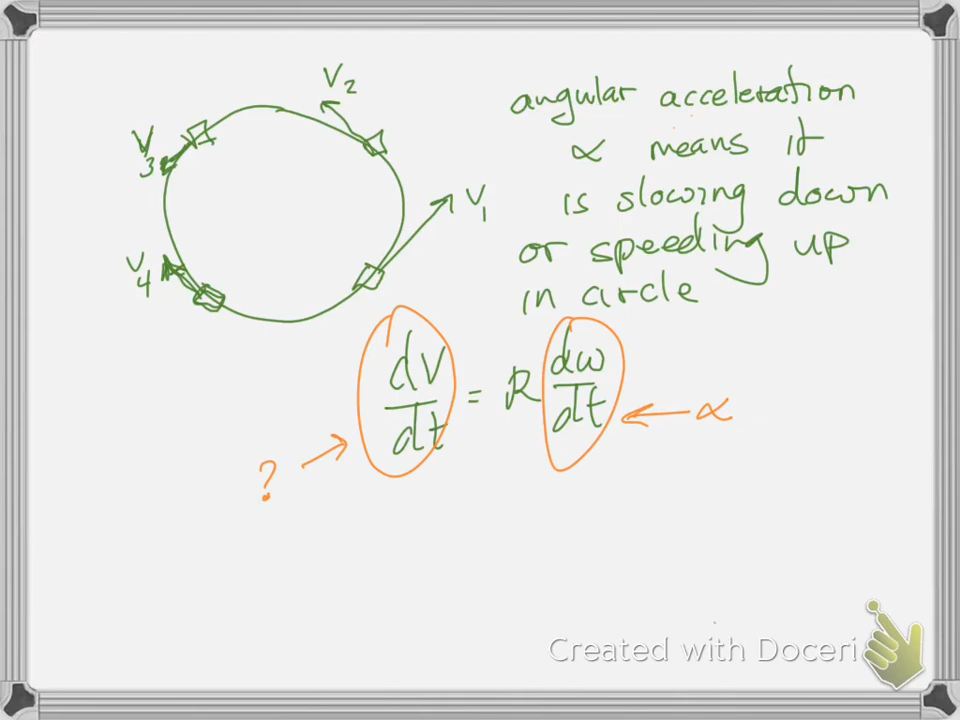 V2
V3
V1
V4
angular acceleration
α means it
is slowing down
or speeding up
in circle
dV/dt = R dω/dt
? → ← α
Created with Doceri